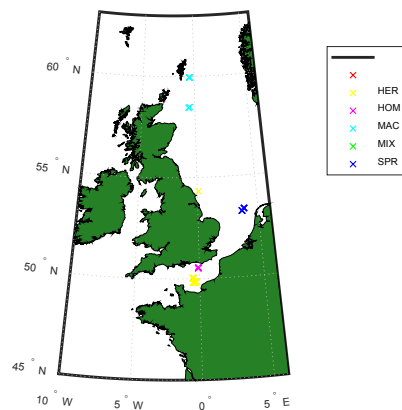 60 ° N
55 ° N
50 ° N
45 ° N
10 ° W
5 ° W
0 °
5 ° E
HER
HOM
MAC
MIX
SPR